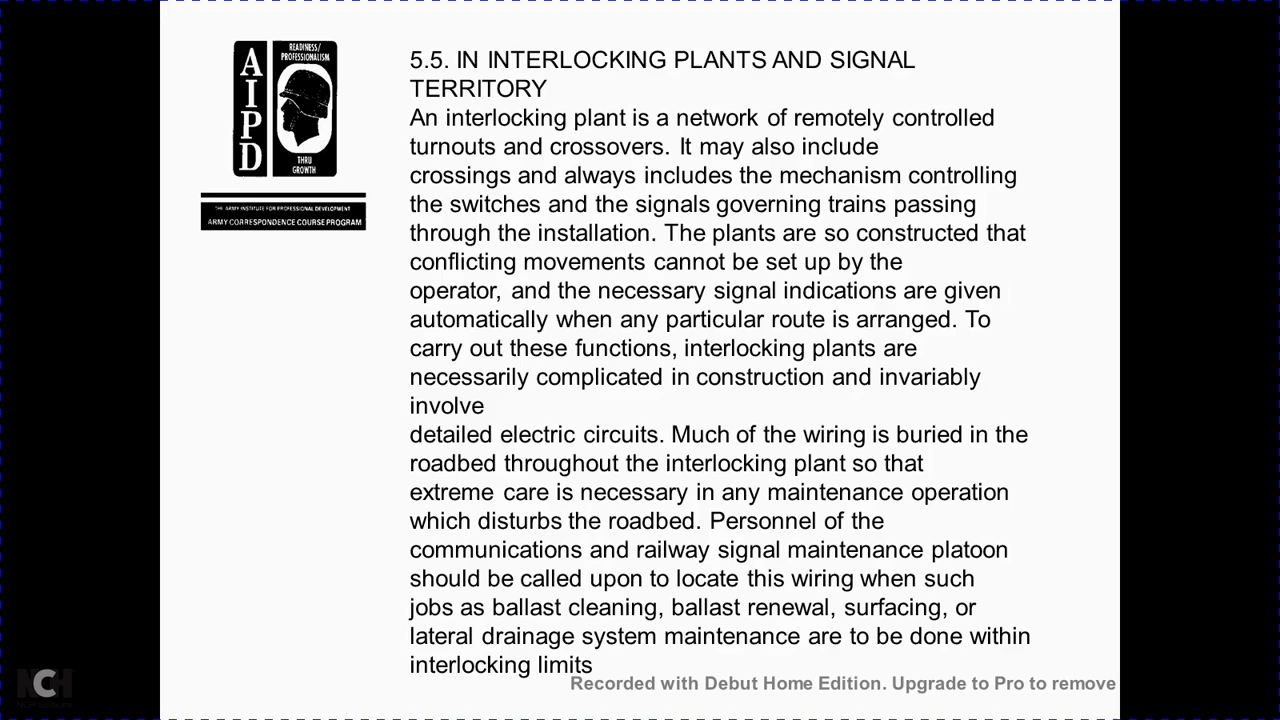 A
I
P
D
READINESS/
PROFESSIONALISM
THRU
GROWTH
THE ARMY INSTITUTE FOR PROFESSIONAL DEVELOPMENT
ARMY CORRESPONDENCE COURSE PROGRAM
5.5. IN INTERLOCKING PLANTS AND SIGNAL
TERRITORY
An interlocking plant is a network of remotely controlled
turnouts and crossovers. It may also include
crossings and always includes the mechanism controlling
the switches and the signals governing trains passing
through the installation. The plants are so constructed that
conflicting movements cannot be set up by the
operator, and the necessary signal indications are given
automatically when any particular route is arranged. To
carry out these functions, interlocking plants are
necessarily complicated in construction and invariably
involve
detailed electric circuits. Much of the wiring is buried in the
roadbed throughout the interlocking plant so that
extreme care is necessary in any maintenance operation
which disturbs the roadbed. Personnel of the
communications and railway signal maintenance platoon
should be called upon to locate this wiring when such
jobs as ballast cleaning, ballast renewal, surfacing, or
lateral drainage system maintenance are to be done within
interlocking limits
Recorded with Debut Home Edition. Upgrade to Pro to remove
NCH